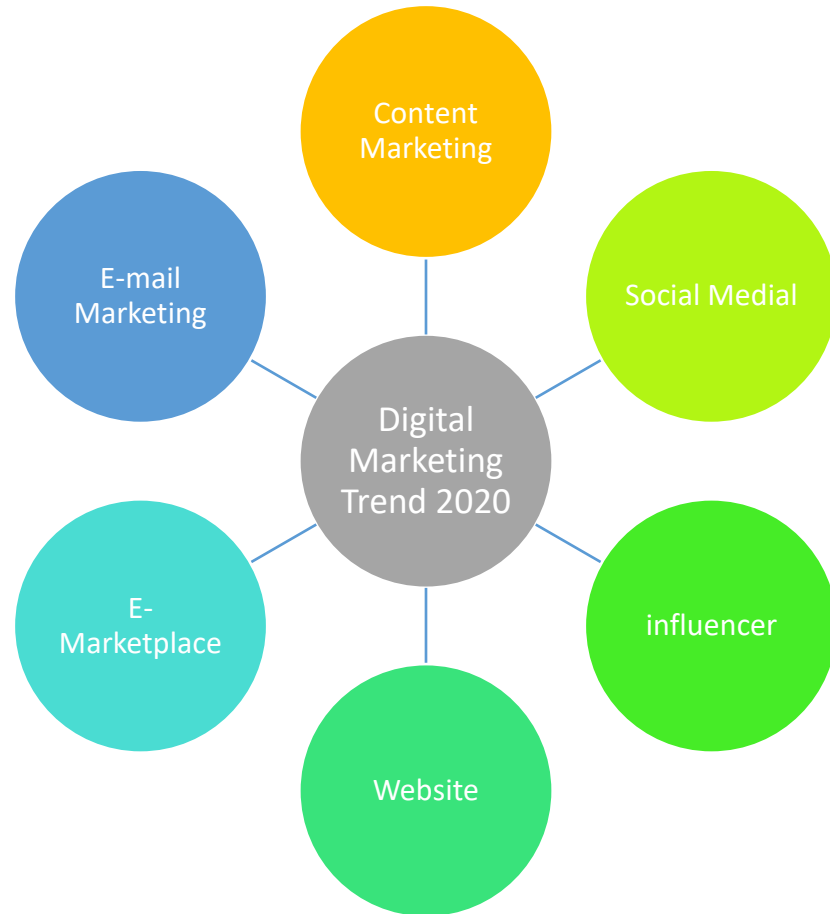 Content
Marketing
Social Medial
influencer
Website
E-
Marketplace
E-mail
Marketing
Digital
Marketing
Trend 2020